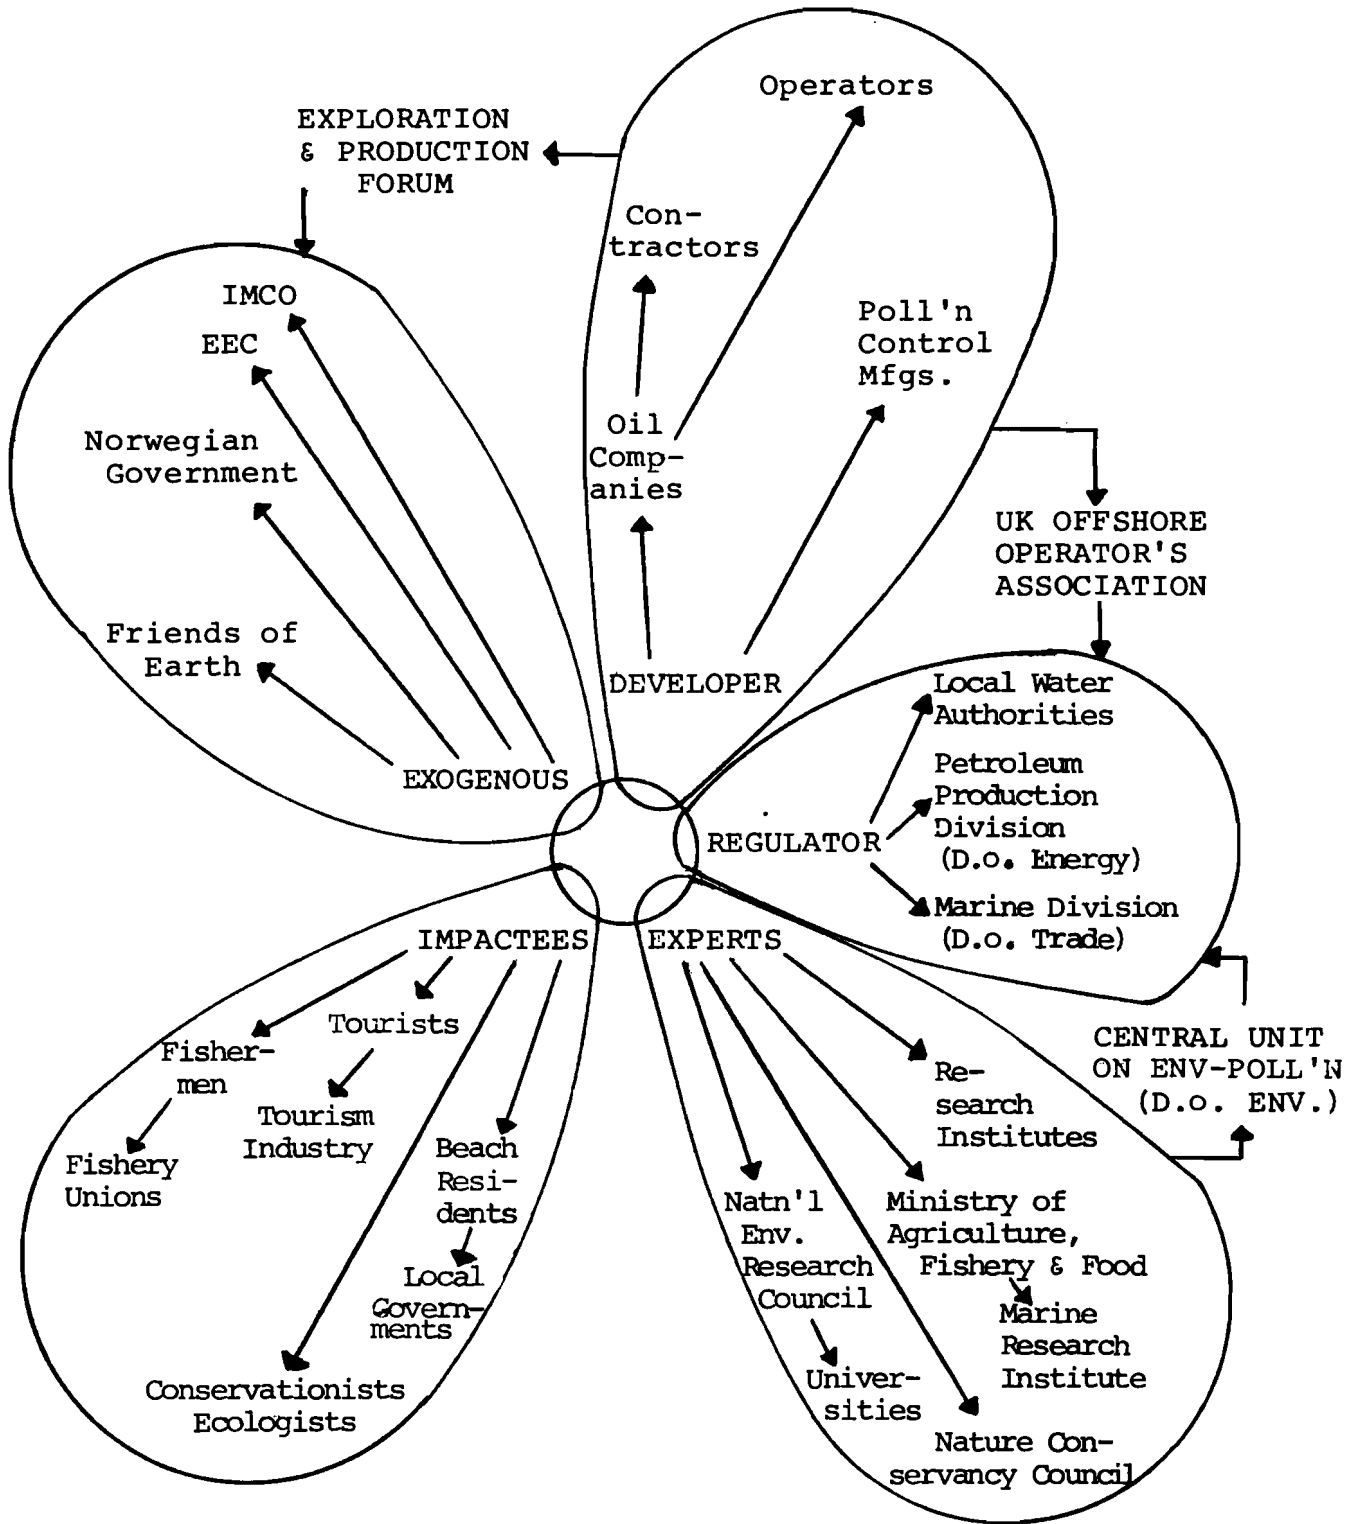 Operators
EXPLORATION
& PRODUCTION
FORUM
Con-
tractors
IMCO
EEC
Poll'n
Control
Mfgs.
Norwegian
Government
Oil
Comp-
anies
UK OFFSHORE
OPERATOR'S
ASSOCIATION
Friends of
Earth
DEVELOPER
Local Water
Authorities
EXOGENOUS
Petroleum
Production
Division
(D.o. Energy)
REGULATOR
Marine Division
(D.o. Trade)
IMPACTEES
EXPERTS
Tourists
Fisher-
men
Tourism
Industry
Fishery
Unions
Beach
Resi-
dents
Local
Govern-
ments
Conservationists
Ecologists
CENTRAL UNIT
ON ENV-POLL'N
(D.o. ENV.)
Re-
search
Institutes
Natn'l
Env.
Research
Council
Ministry of
Agriculture,
Fishery & Food
Marine
Research
Institute
Univer-
sities
Nature Con-
servancy Council